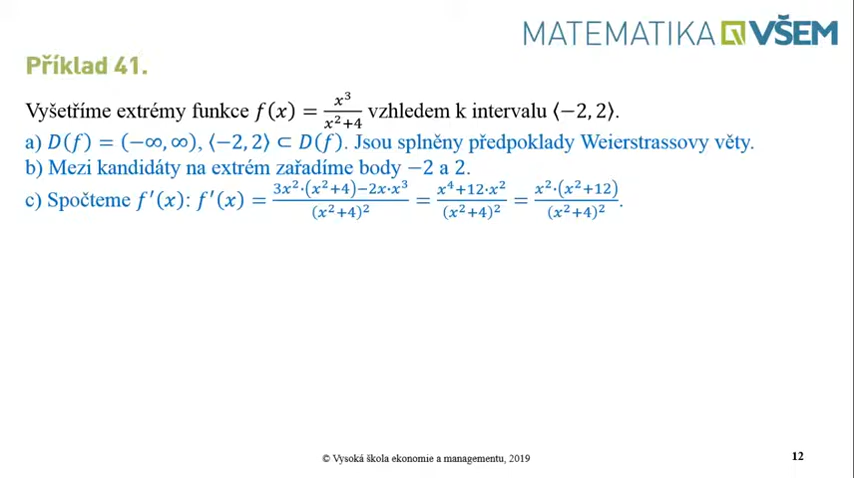 MATEMATIKA VŠEM
Příklad 41.
Vyšetříme extrémy funkce f(x) = x³/(x²+4) vzhledem k intervalu ⟨−2, 2⟩.
a) D(f) = (−∞, ∞), ⟨−2, 2⟩ ⊂ D(f). Jsou splněny předpoklady Weierstrassovy věty.
b) Mezi kandidáty na extrém zařadíme body −2 a 2.
c) Spočteme f′(x): f′(x) = (3x²·(x²+4)−2x·x³)/(x²+4)² = (x⁴+12·x²)/(x²+4)² = (x²·(x²+12))/(x²+4)².
© Vysoká škola ekonomie a managementu, 2019
12